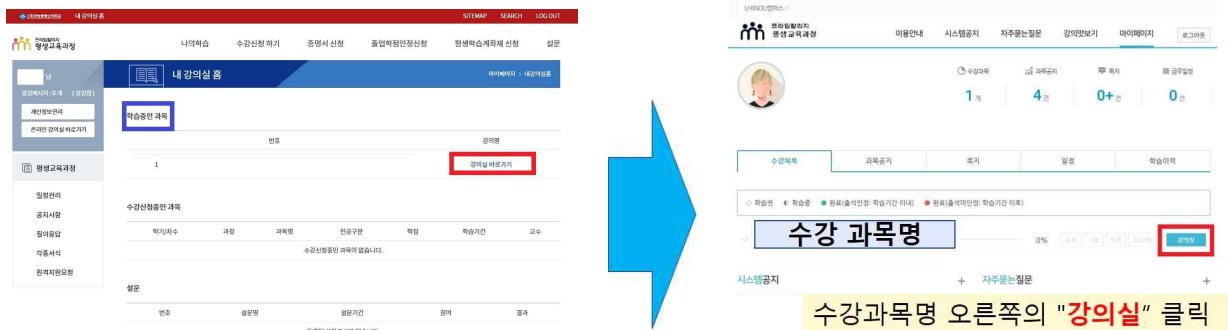 내 강의실 홈
SITEMAP SEARCH LOG OUT
프라임칼리지
평생교육과정
나의학습 수강신청 하기 증명서 신청 졸업학점인정신청 평생학습계좌제 신청 설문
님
개인정보관리
온라인 강의실 바로가기
평생교육과정
일정관리
공지사항
질의응답
각종서식
원격지원요청
내 강의실 홈
마이페이지 > 내강의실홈
학습중인 과목
번호 강의명
1 강의실 바로가기
수강신청중인 과목
학기/차수 과정 과목명 전공구분 학점 학습기간 교수
수강신청중인 과목이 없습니다.
설문
번호 설문명 설문기간 참여 결과
U-KNOU캠퍼스
프라임칼리지
평생교육과정
이용안내 시스템공지 자주묻는질문 강의맛보기 마이페이지 로그아웃
수강과목 과목공지 쪽지 금주일정
1 개 4 건 0+ 건 0 건
수강목록 과목공지 쪽지 일정 학습이력
학습전 학습중 완료(출석인정: 학습기간 이내) 완료(출석미인정: 학습기간 이후)
수강 과목명
0% 강의실
시스템공지 + 자주묻는질문 +
수강과목명 오른쪽의 "강의실" 클릭